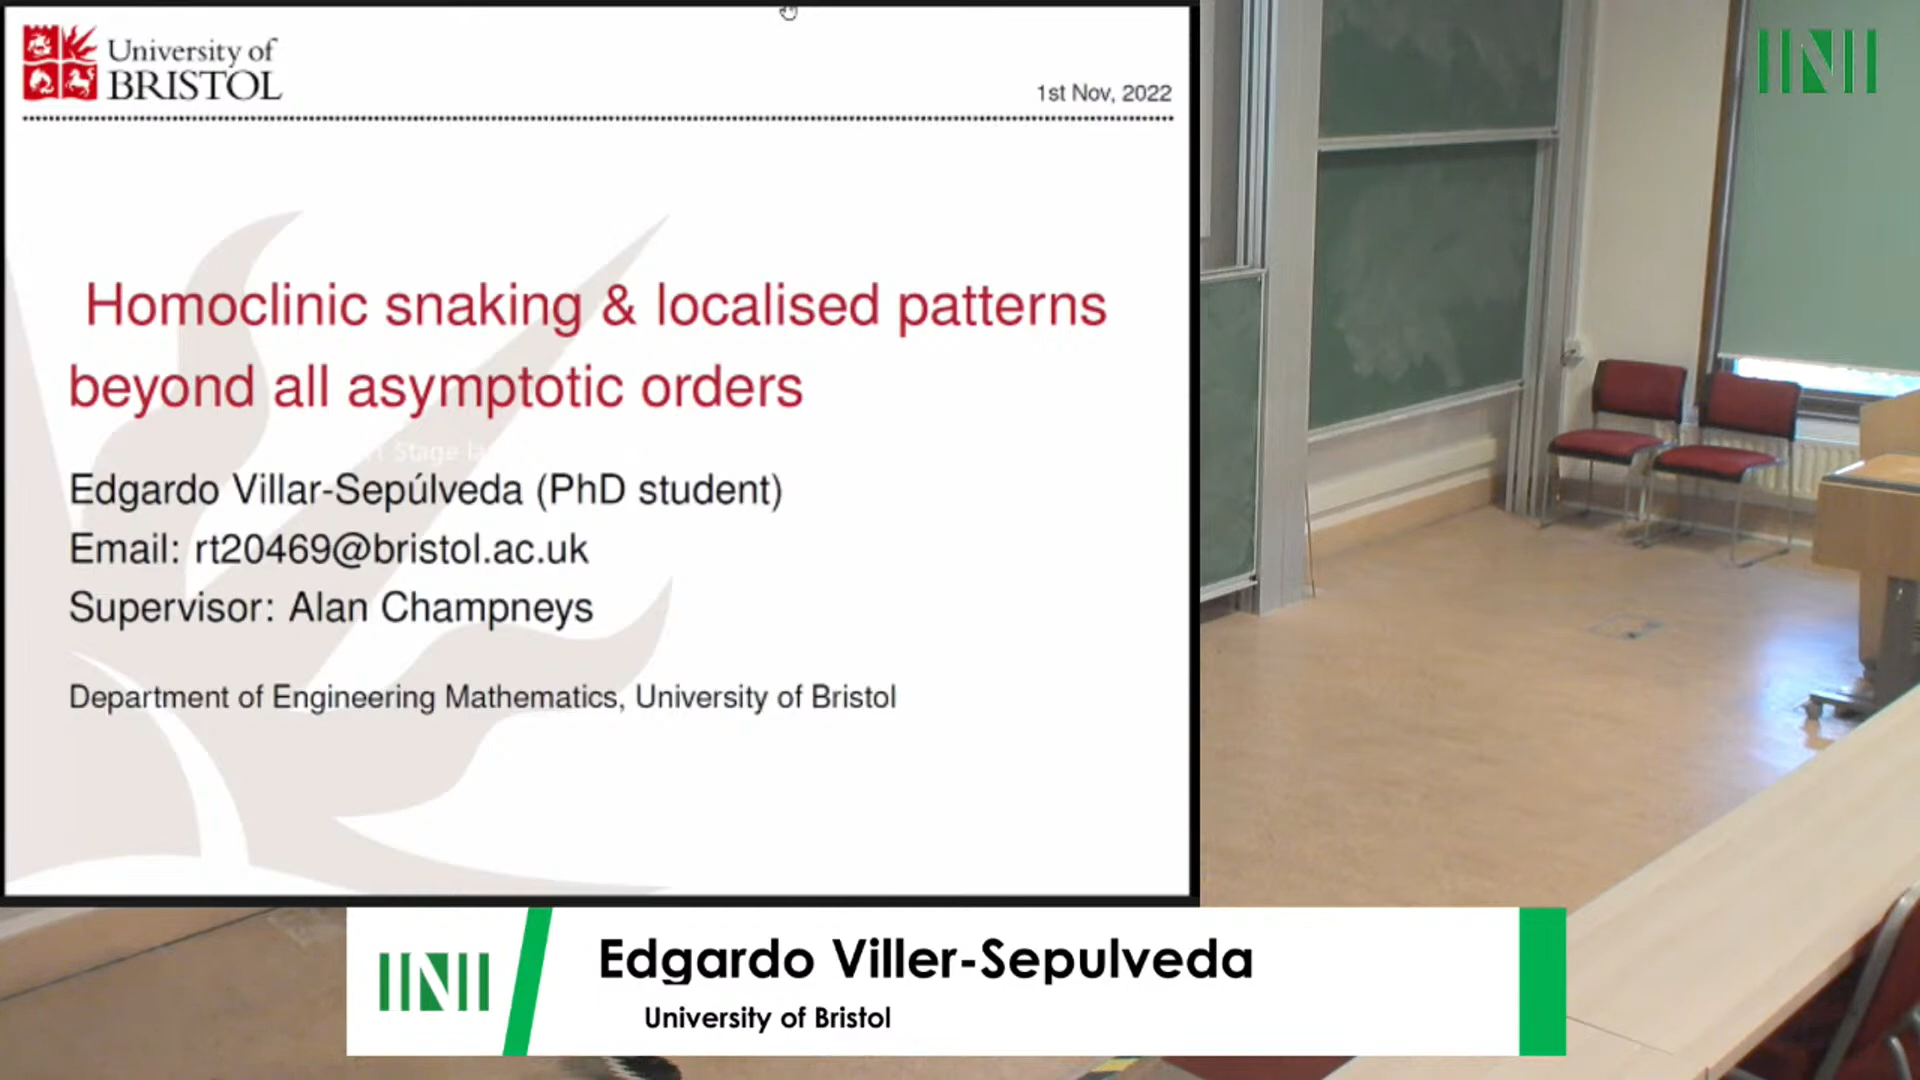 University of
BRISTOL
1st Nov, 2022
Homoclinic snaking & localised patterns
beyond all asymptotic orders
Edgardo Villar-Sepúlveda (PhD student)
Email: rt20469@bristol.ac.uk
Supervisor: Alan Champneys
Department of Engineering Mathematics, University of Bristol
Edgardo Viller-Sepulveda
University of Bristol